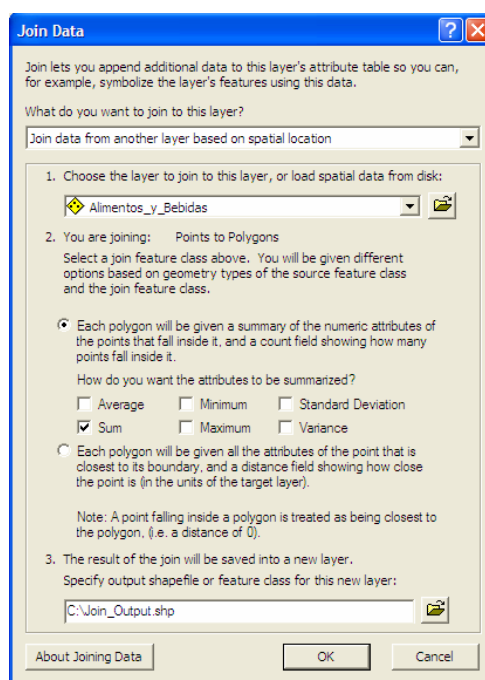 Join Data
Join lets you append additional data to this layer's attribute table so you can,
for example, symbolize the layer's features using this data.
What do you want to join to this layer?
Join data from another layer based on spatial location
1. Choose the layer to join to this layer, or load spatial data from disk:
Alimentos_y_Bebidas
2. You are joining: Points to Polygons
Select a join feature class above. You will be given different
options based on geometry types of the source feature class
and the join feature class.
Each polygon will be given a summary of the numeric attributes of
the points that fall inside it, and a count field showing how many
points fall inside it.
How do you want the attributes to be summarized?
Average Minimum Standard Deviation
Sum Maximum Variance
Each polygon will be given all the attributes of the point that is
closest to its boundary, and a distance field showing how close
the point is (in the units of the target layer).
Note: A point falling inside a polygon is treated as being closest to
the polygon, (i.e. a distance of 0).
3. The result of the join will be saved into a new layer.
Specify output shapefile or feature class for this new layer:
C:\Join_Output.shp
About Joining Data OK Cancel